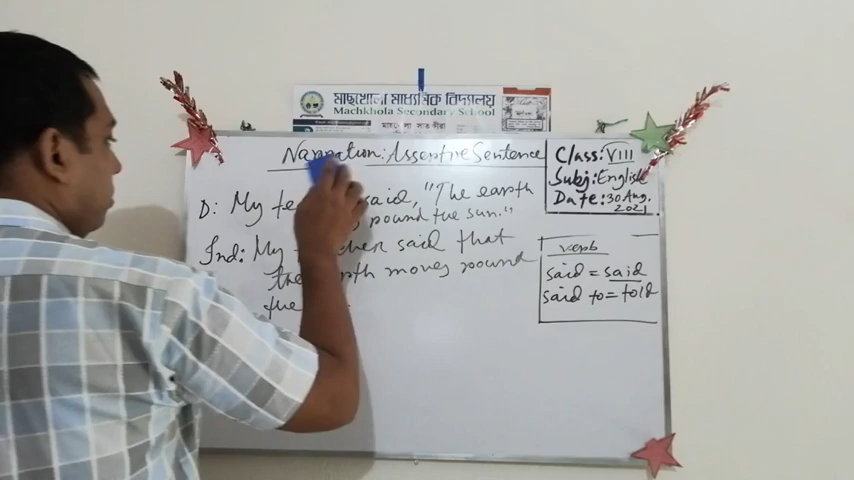 মাছখোলা মাধ্যমিক বিদ্যালয়
Machkhola Secondary School
Narration: Assertive Sentence
Class: VIII
Subj: English
Date: 30 Aug. 2021
D: My said, "The earth
round the sun."
Ind: My said that
the moves round
the
verb
said = said
said to = told